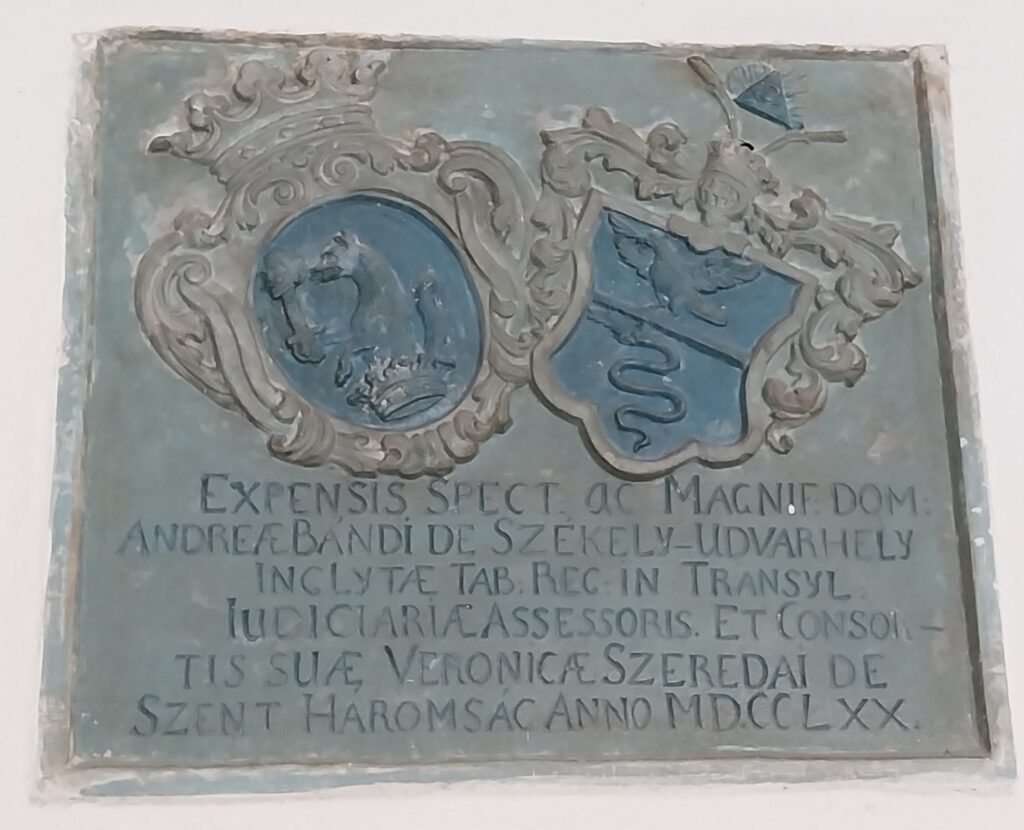 EXPENSIS SPECT. AC MAGNIF. DOM:
ANDREÆ BÁNDI DE SZÉKELY-UDVARHELY
INCLYTÆ TAB. REG: IN TRANSYL.
IUDICIARIÆ ASSESSORIS. ET CONSOR-
TIS SUÆ, VERONICÆ SZEREDAI DE
SZENT HÁROMSÁG ANNO MDCCLXX.